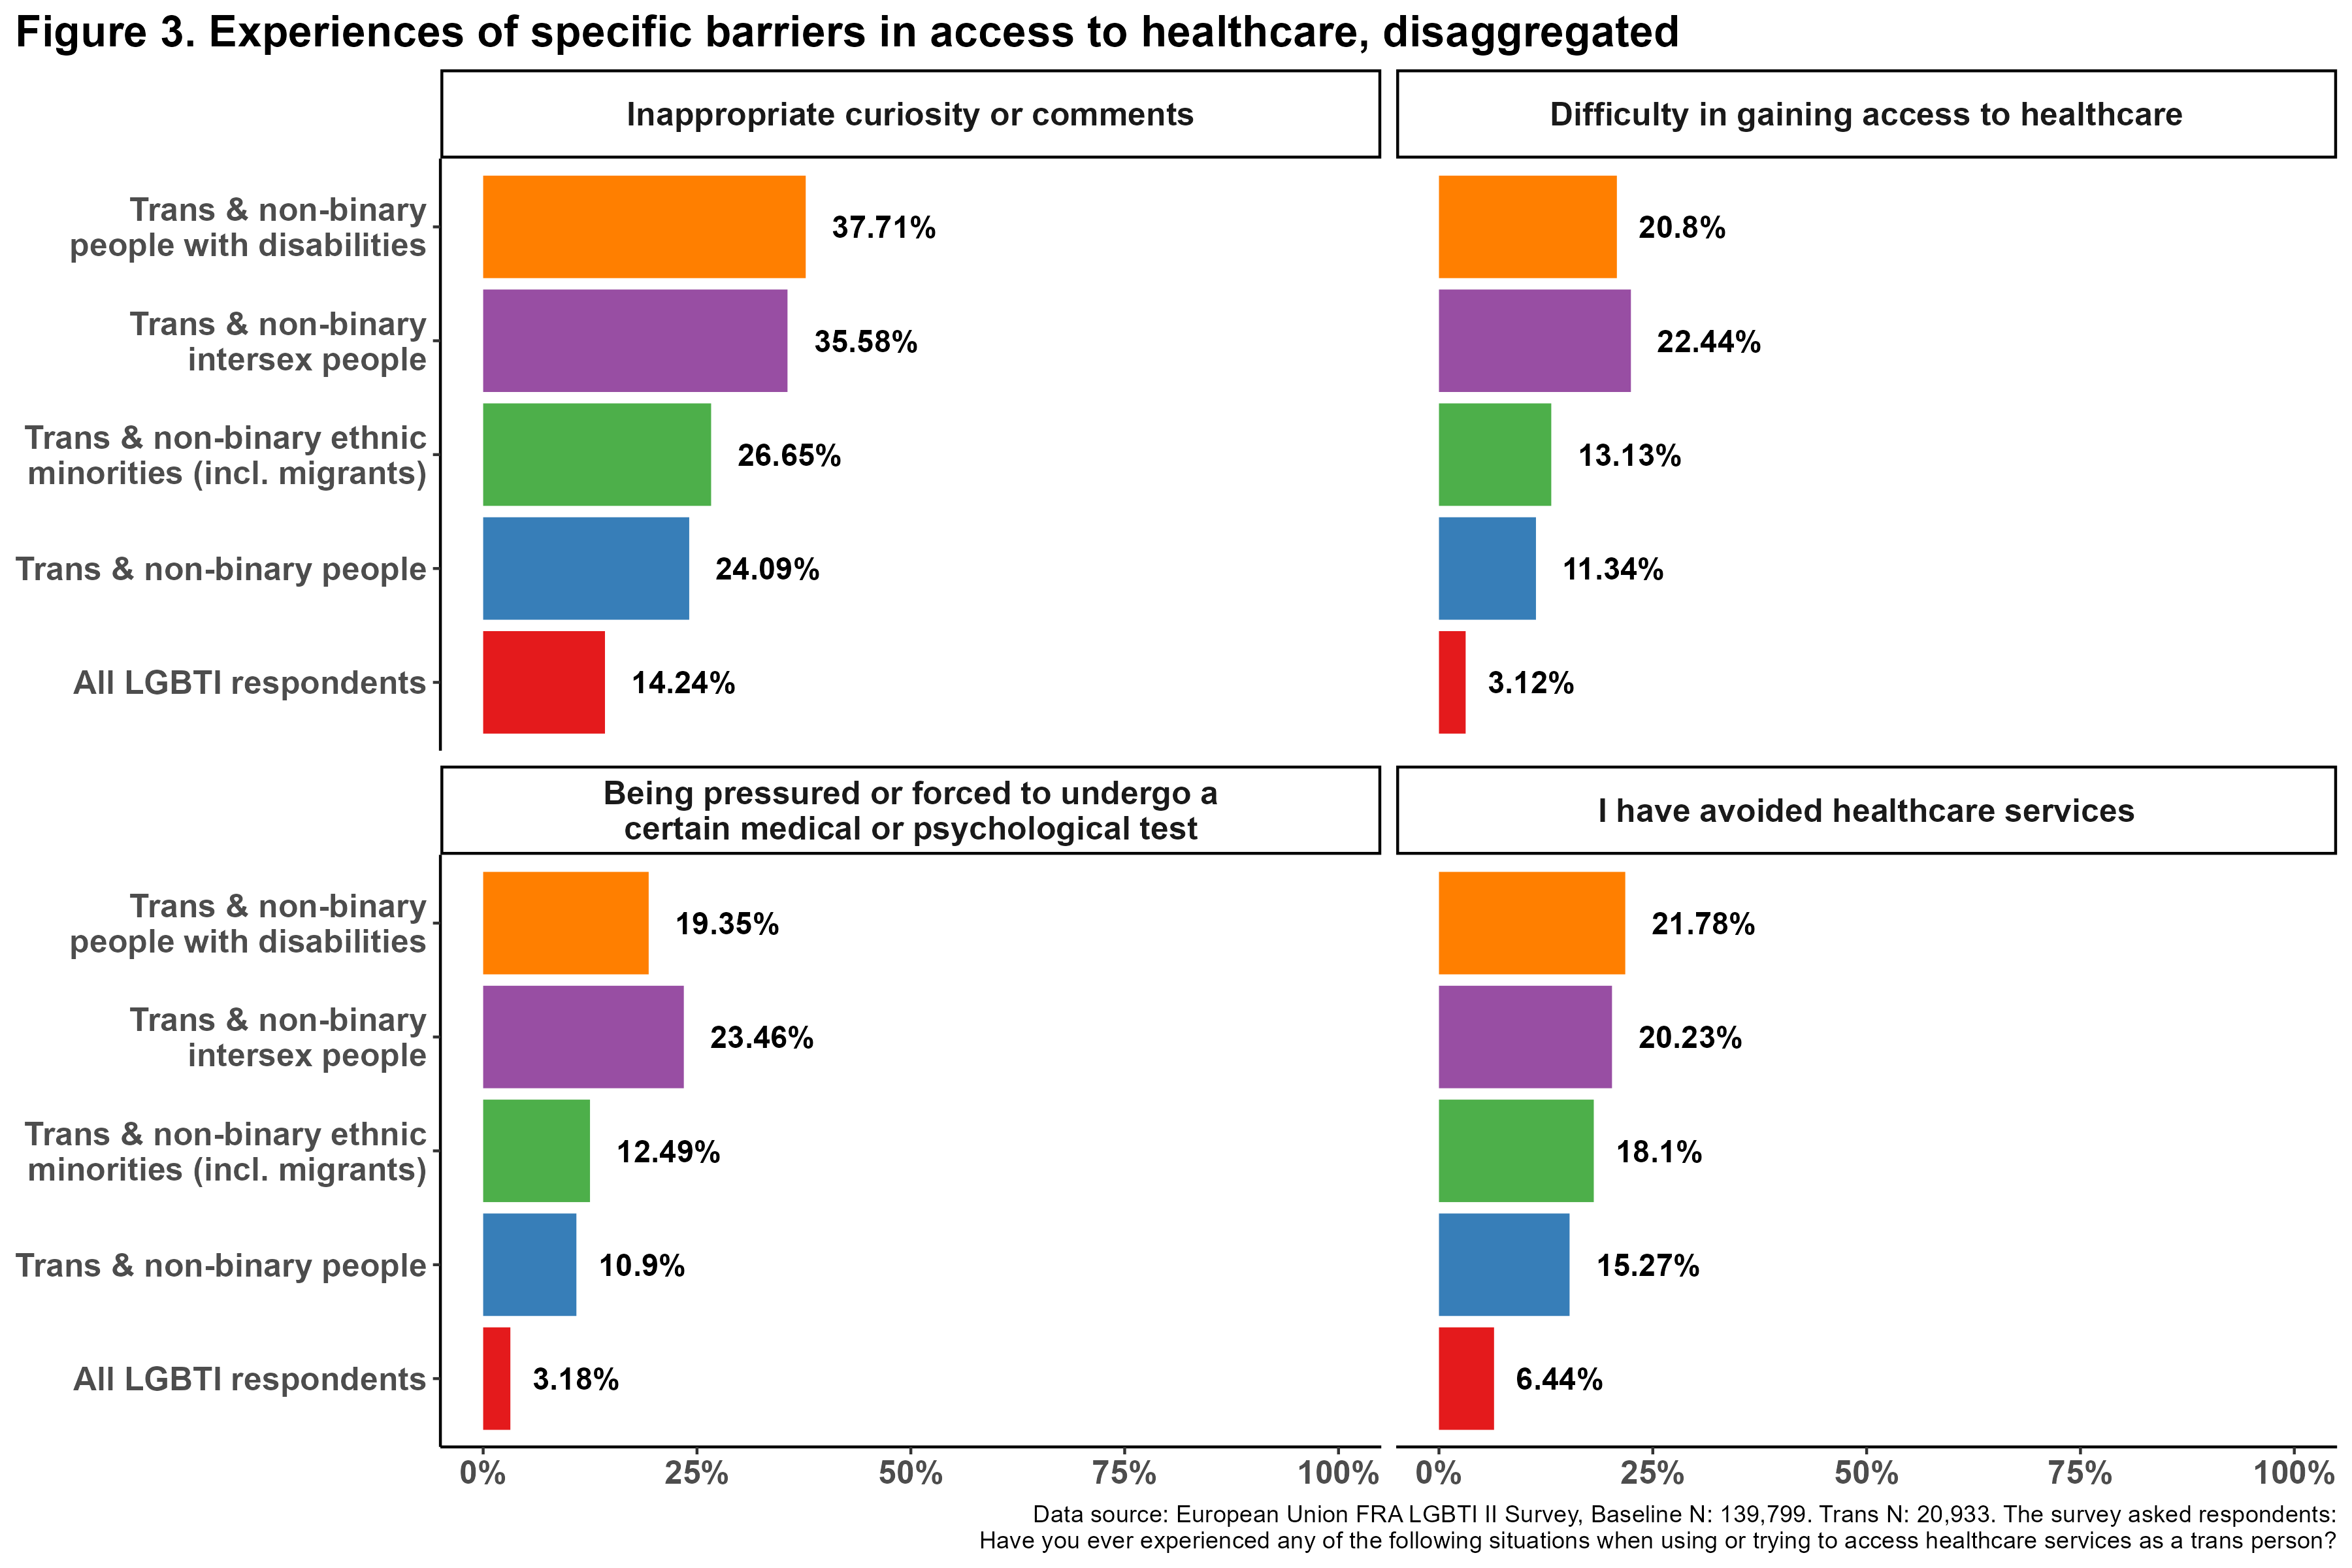 Figure 3. Experiences of specific barriers in access to healthcare, disaggregated
Inappropriate curiosity or comments
Difficulty in gaining access to healthcare
Trans & non-binary
people with disabilities
37.71%
20.8%
Trans & non-binary
intersex people
35.58%
22.44%
Trans & non-binary ethnic
minorities (incl. migrants)
26.65%
13.13%
Trans & non-binary people
24.09%
11.34%
All LGBTI respondents
14.24%
3.12%
Being pressured or forced to undergo a
certain medical or psychological test
I have avoided healthcare services
Trans & non-binary
people with disabilities
19.35%
21.78%
Trans & non-binary
intersex people
23.46%
20.23%
Trans & non-binary ethnic
minorities (incl. migrants)
12.49%
18.1%
Trans & non-binary people
10.9%
15.27%
All LGBTI respondents
3.18%
6.44%
0% 25% 50% 75% 100%
0% 25% 50% 75% 100%
Data source: European Union FRA LGBTI II Survey, Baseline N: 139,799. Trans N: 20,933. The survey asked respondents:
Have you ever experienced any of the following situations when using or trying to access healthcare services as a trans person?